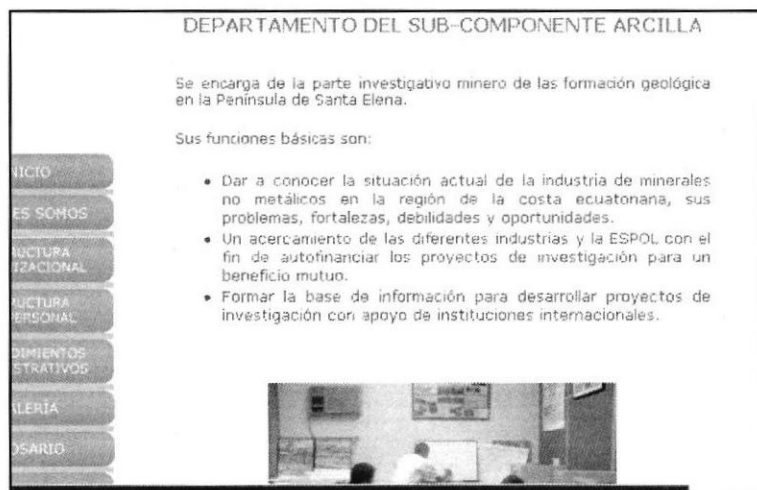 DEPARTAMENTO DEL SUB-COMPONENTE ARCILLA
Se encarga de la parte investigativo minero de las formación geológica
en la Península de Santa Elena.
Sus funciones básicas son:
• Dar a conocer la situación actual de la industria de minerales
no metálicos en la región de la costa ecuatoriana, sus
problemas, fortalezas, debilidades y oportunidades.
• Un acercamiento de las diferentes industrias y la ESPOL con el
fin de autofinanciar los proyectos de investigación para un
beneficio mutuo.
• Formar la base de información para desarrollar proyectos de
investigación con apoyo de instituciones internacionales.
NICIO
ES SOMOS
RUCTURA
NIZACIONAL
RUCTURA
PERSONAL
DIMIENTOS
STRATIVOS
ALERÍA
OSARIO